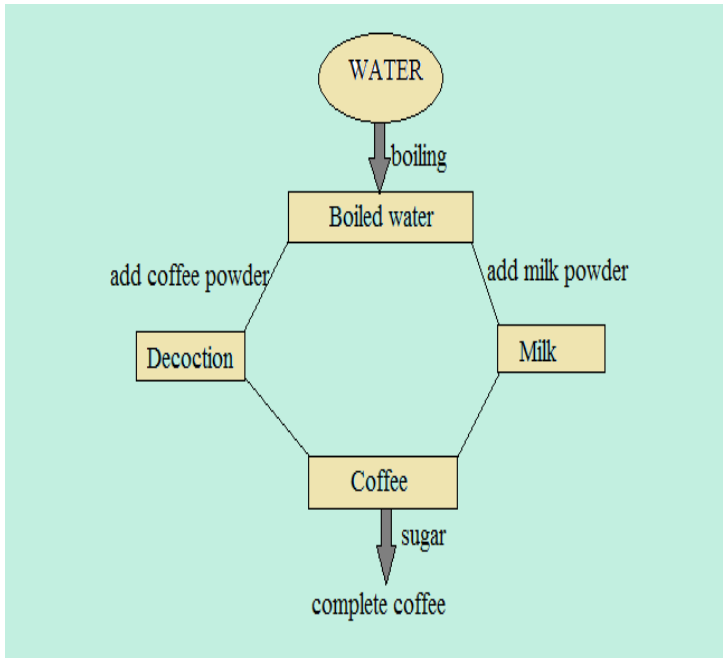 WATER
boiling
Boiled water
add coffee powder
add milk powder
Decoction
Milk
Coffee
sugar
complete coffee